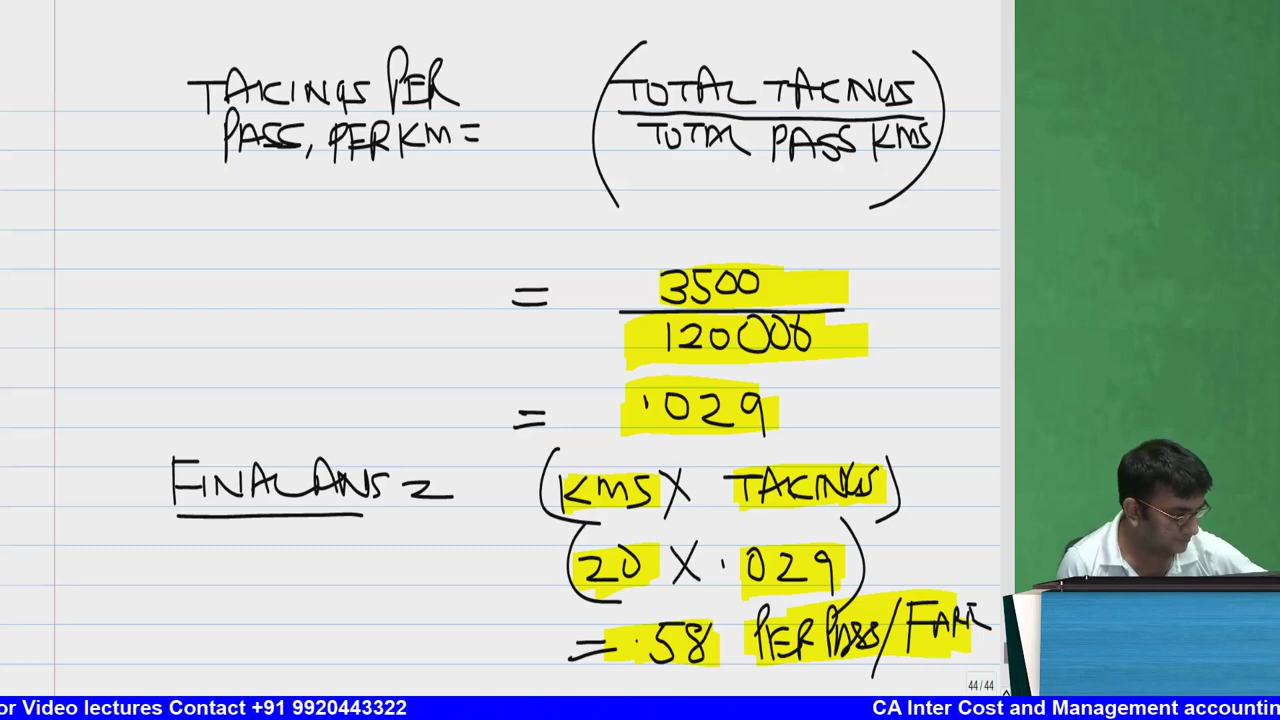 TAKINGS PER
PASS, PER KM =
(TOTAL TAKINGS
TOTAL PASS KMS)
= 3500
120000
= .029
FINAL ANS = (KMS X TAKINGS)
(20 X .029)
= .58 PER PASS/FARE
44/44
or Video lectures Contact +91 9920443322 CA Inter Cost and Management accountin